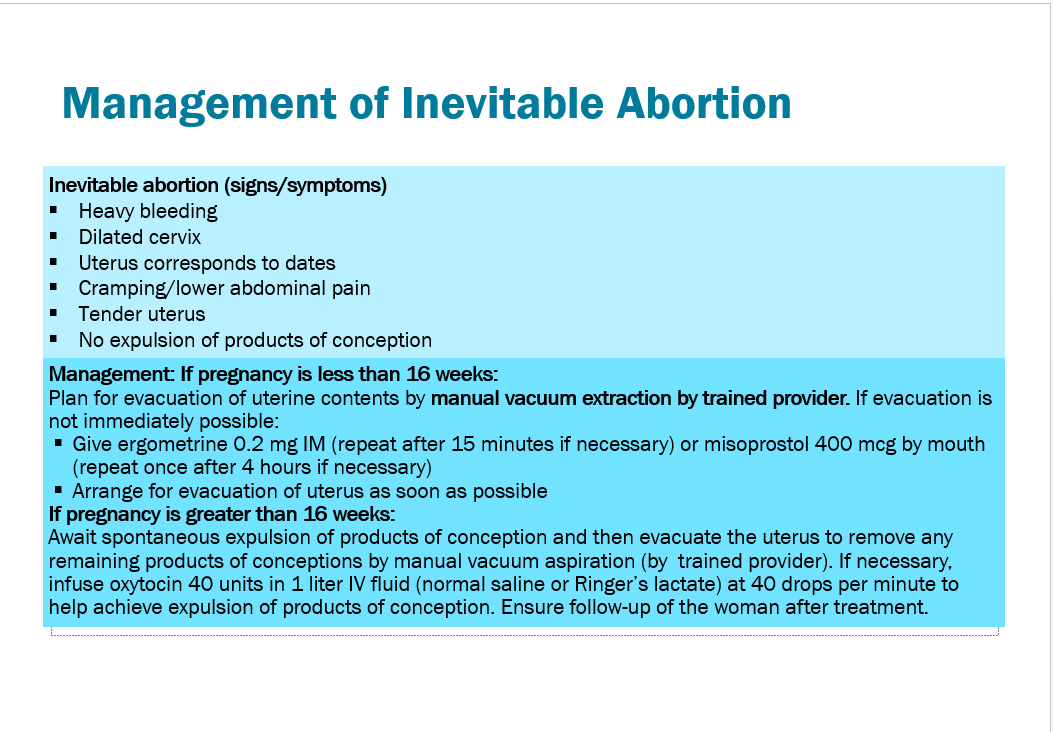 Management of Inevitable Abortion
Inevitable abortion (signs/symptoms)
▪ Heavy bleeding
▪ Dilated cervix
▪ Uterus corresponds to dates
▪ Cramping/lower abdominal pain
▪ Tender uterus
▪ No expulsion of products of conception
Management: If pregnancy is less than 16 weeks:
Plan for evacuation of uterine contents by manual vacuum extraction by trained provider. If evacuation is
not immediately possible:
▪ Give ergometrine 0.2 mg IM (repeat after 15 minutes if necessary) or misoprostol 400 mcg by mouth
(repeat once after 4 hours if necessary)
▪ Arrange for evacuation of uterus as soon as possible
If pregnancy is greater than 16 weeks:
Await spontaneous expulsion of products of conception and then evacuate the uterus to remove any
remaining products of conceptions by manual vacuum aspiration (by trained provider). If necessary,
infuse oxytocin 40 units in 1 liter IV fluid (normal saline or Ringer's lactate) at 40 drops per minute to
help achieve expulsion of products of conception. Ensure follow-up of the woman after treatment.